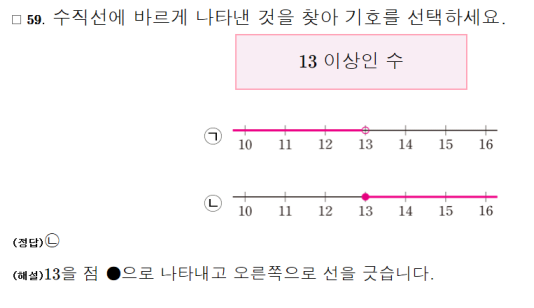 □ 59. 수직선에 바르게 나타낸 것을 찾아 기호를 선택하세요.
13 이상인 수
㉠
10 11 12 13 14 15 16
㉡
10 11 12 13 14 15 16
(정답)㉡
(해설)13을 점 ●으로 나타내고 오른쪽으로 선을 긋습니다.